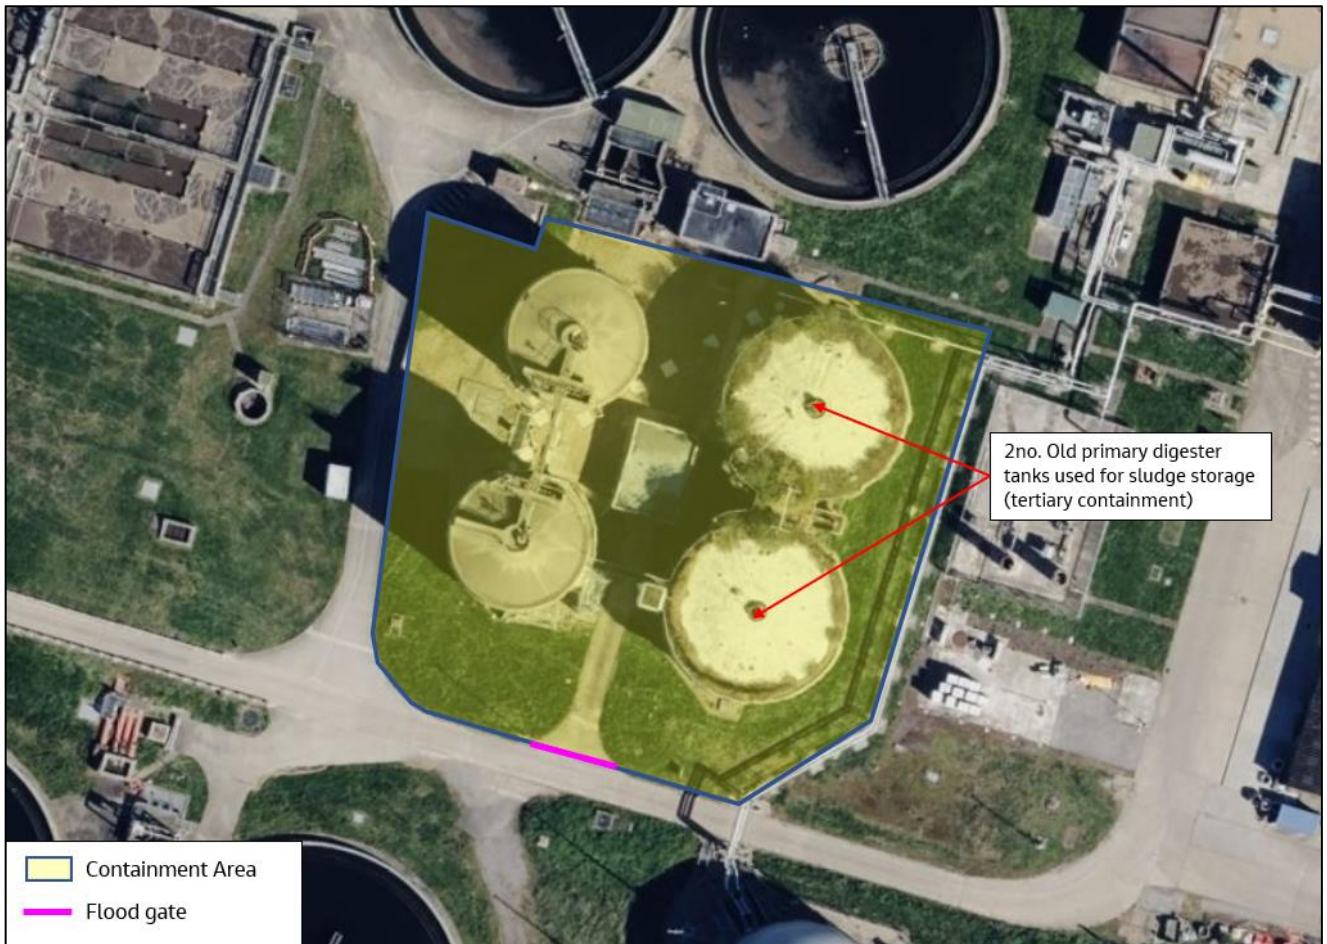 2no. Old primary digester
tanks used for sludge storage
(tertiary containment)
Containment Area
Flood gate